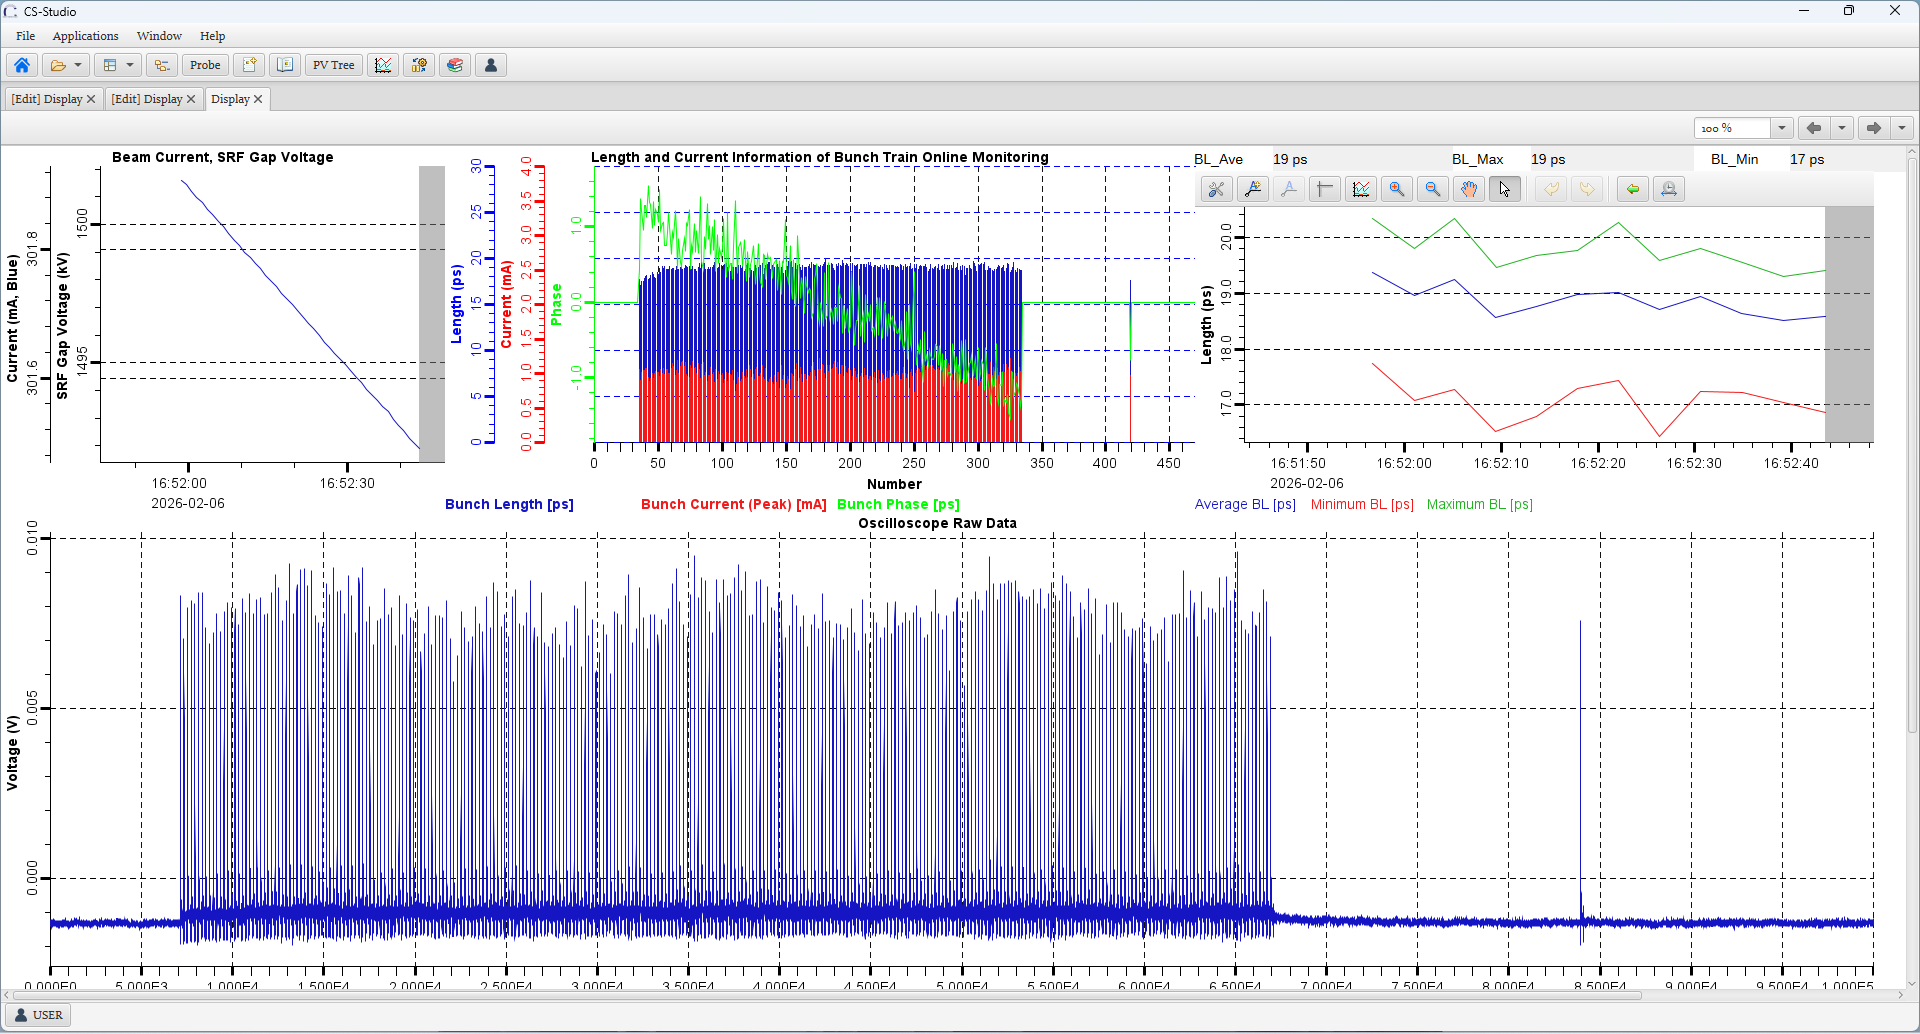 CS-Studio
File Applications Window Help
Probe PV Tree
[Edit] Display [Edit] Display Display
100 %
Beam Current, SRF Gap Voltage
Current (mA, Blue)
301.8
301.6
SRF Gap Voltage (kV)
1500
1495
16:52:00 16:52:30
2026-02-06
Length and Current Information of Bunch Train Online Monitoring
Length (ps)
30
25
20
15
10
5
0
Current (mA)
4.0
3.5
3.0
2.5
2.0
1.5
1.0
0.5
0.0
Phase
1.0
0.0
-1.0
0 50 100 150 200 250 300 350 400 450
Number
Bunch Length [ps] Bunch Current (Peak) [mA] Bunch Phase [ps]
BL_Ave 19 ps BL_Max 19 ps BL_Min 17 ps
Length (ps)
20.0
19.0
18.0
17.0
16:51:50 16:52:00 16:52:10 16:52:20 16:52:30 16:52:40
2026-02-06
Average BL [ps] Minimum BL [ps] Maximum BL [ps]
Oscilloscope Raw Data
Voltage (V)
0.010
0.005
0.000
0.000E0 5.000E3 1.000E4 1.500E4 2.000E4 2.500E4 3.000E4 3.500E4 4.000E4 4.500E4 5.000E4 5.500E4 6.000E4 6.500E4 7.000E4 7.500E4 8.000E4 8.500E4 9.000E4 9.500E4 1.000E5
USER